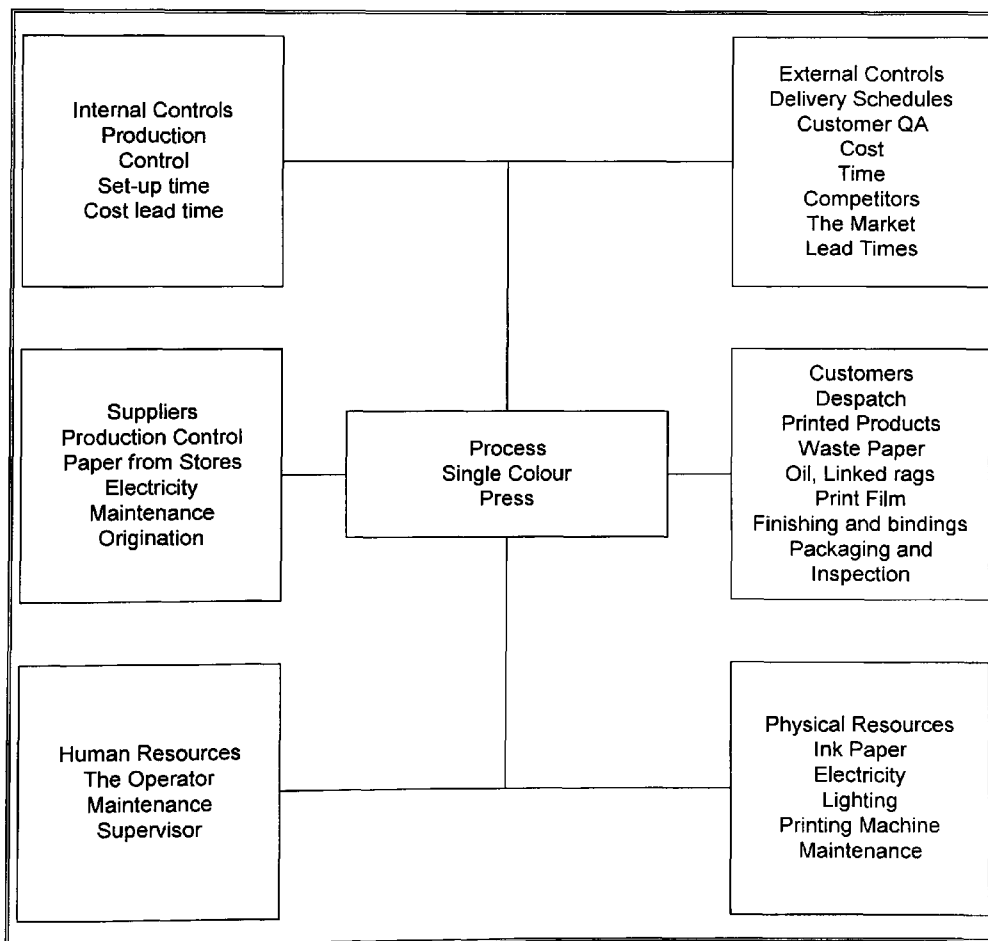 Internal Controls
Production
Control
Set-up time
Cost lead time
External Controls
Delivery Schedules
Customer QA
Cost
Time
Competitors
The Market
Lead Times
Suppliers
Production Control
Paper from Stores
Electricity
Maintenance
Origination
Process
Single Colour
Press
Customers
Despatch
Printed Products
Waste Paper
Oil, Linked rags
Print Film
Finishing and bindings
Packaging and
Inspection
Human Resources
The Operator
Maintenance
Supervisor
Physical Resources
Ink Paper
Electricity
Lighting
Printing Machine
Maintenance